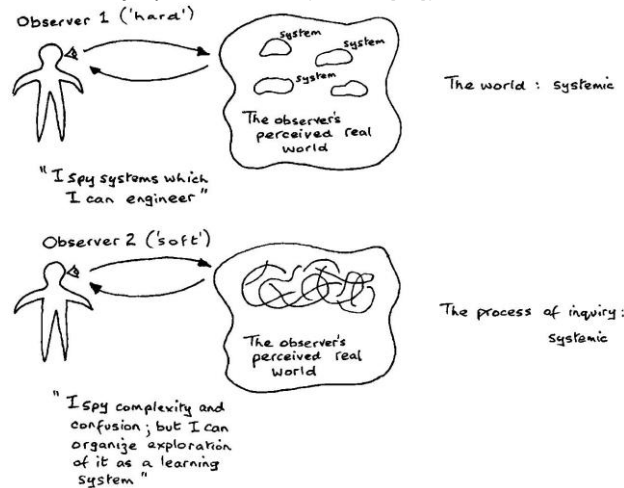 Observer 1 ('hard')
system
system
system
The observer's
perceived real
world
The world : systemic
"I spy systems which
I can engineer"
Observer 2 ('soft')
The observer's
perceived real
world
The process of inquiry:
systemic
"I spy complexity and
confusion; but I can
organize exploration
of it as a learning
system"